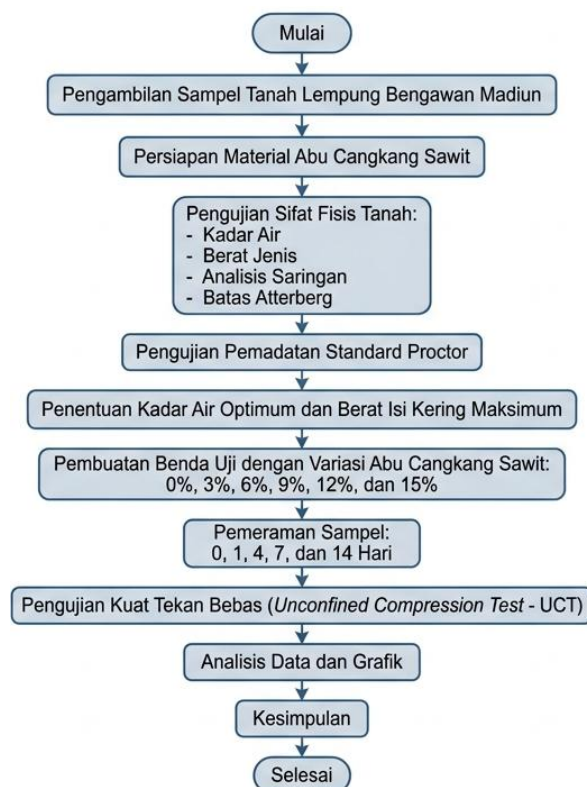 Mulai
Pengambilan Sampel Tanah Lempung Bengawan Madiun
Persiapan Material Abu Cangkang Sawit
Pengujian Sifat Fisis Tanah:
- Kadar Air
- Berat Jenis
- Analisis Saringan
- Batas Atterberg
Pengujian Pemadatan Standard Proctor
Penentuan Kadar Air Optimum dan Berat Isi Kering Maksimum
Pembuatan Benda Uji dengan Variasi Abu Cangkang Sawit:
0%, 3%, 6%, 9%, 12%, dan 15%
Pemeraman Sampel:
0, 1, 4, 7, dan 14 Hari
Pengujian Kuat Tekan Bebas (Unconfined Compression Test - UCT)
Analisis Data dan Grafik
Kesimpulan
Selesai